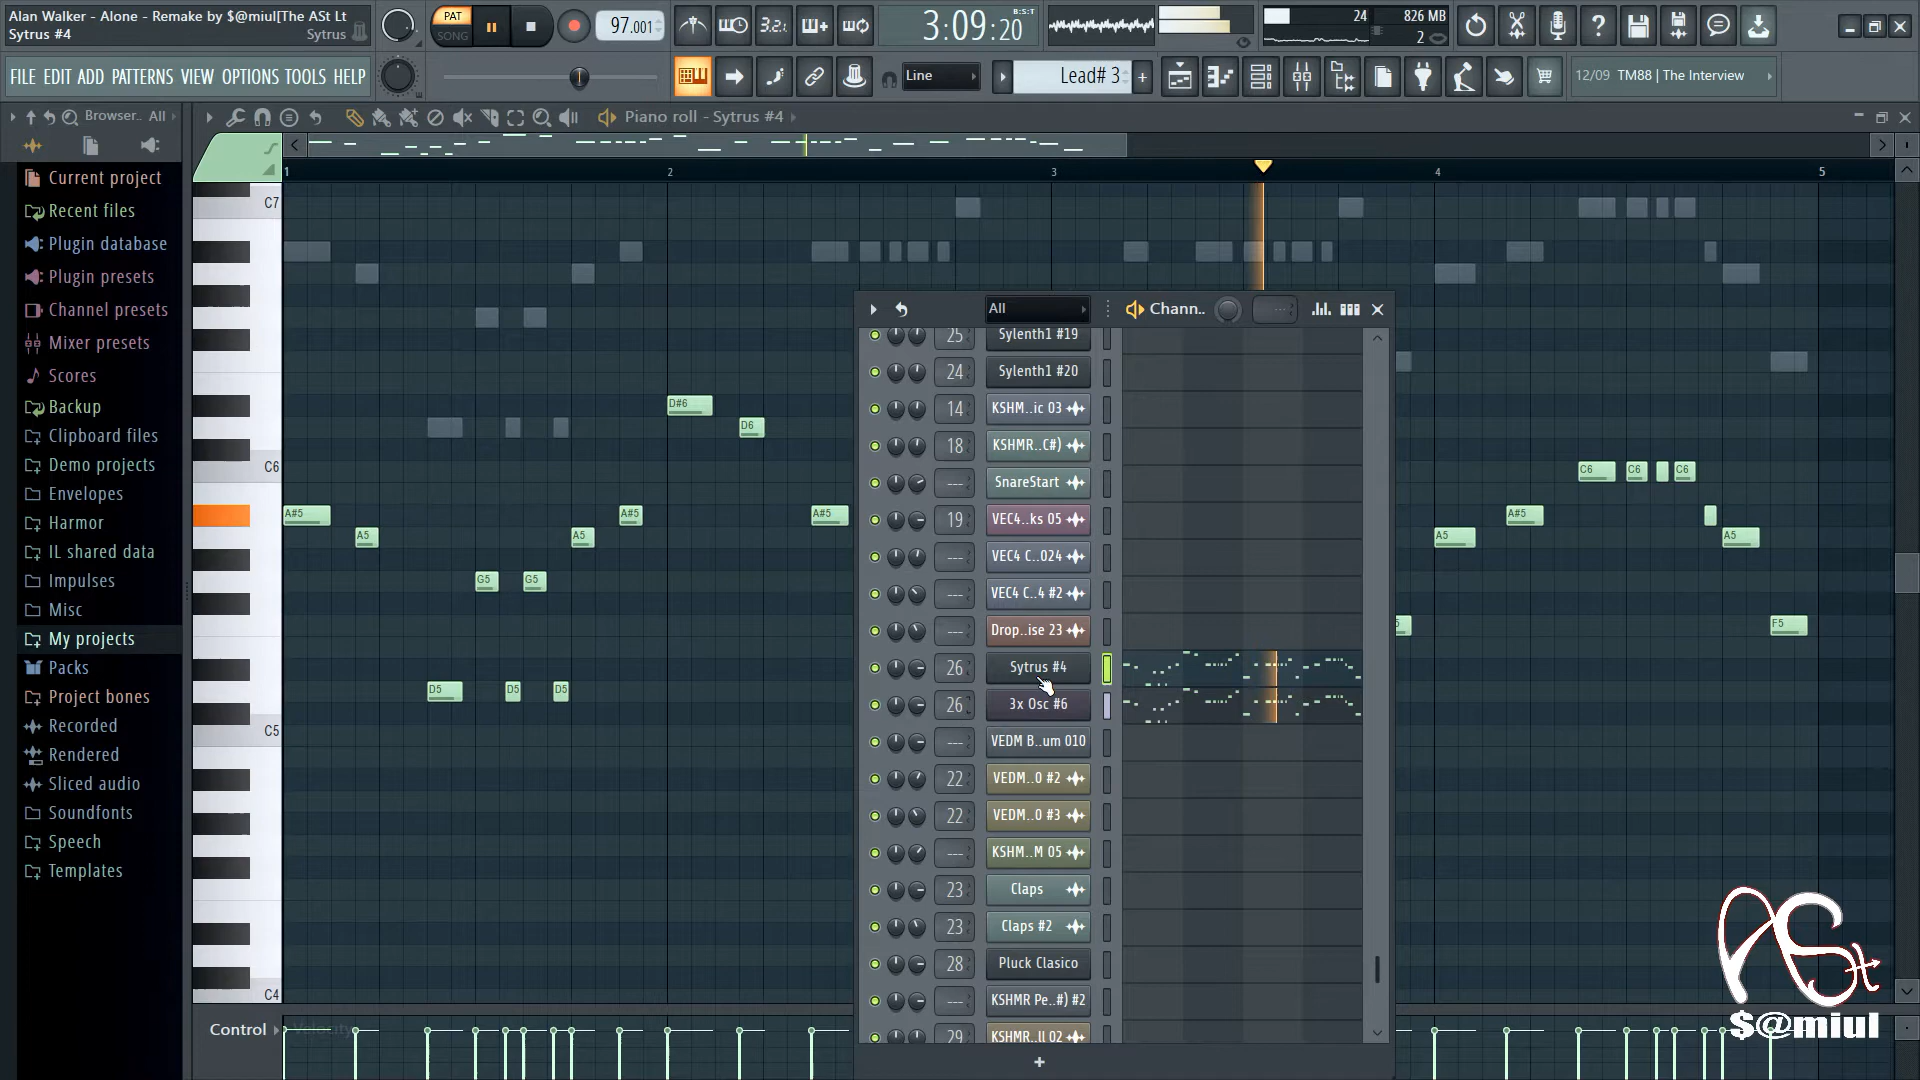 Alan Walker - Alone - Remake by $@miul[The ASt Lt
Sytrus #4
Sytrus
PAT
SONG
97.001
3.2.1
3:09:20
B:S:T
24
826 MB
2
FILE EDIT ADD PATTERNS VIEW OPTIONS TOOLS HELP
Line
Lead# 3
12/09 TM88 | The Interview
Browser.. All
Piano roll - Sytrus #4
Current project
Recent files
Plugin database
Plugin presets
Channel presets
Mixer presets
Scores
Backup
Clipboard files
Demo projects
Envelopes
Harmor
IL shared data
Impulses
Misc
My projects
Packs
Project bones
Recorded
Rendered
Sliced audio
Soundfonts
Speech
Templates
1 2 3 4 5
C7
C6
C5
C4
D#6
D6
A#5
A5
D5
G5
D5
G5
D5
A5
A#5
A#5
A5
A#5
C6
C6
C6
A5
F5
All
Chann..
25 Sylenth1 #19
24 Sylenth1 #20
14 KSHM..ic 03
18 KSHMR..C#)
--- SnareStart
19 VEC4..ks 05
--- VEC4 C..024
--- VEC4 C..4 #2
--- Drop..ise 23
26 Sytrus #4
26 3x Osc #6
--- VEDM B..um 010
22 VEDM..0 #2
22 VEDM..0 #3
--- KSHM..M 05
23 Claps
23 Claps #2
28 Pluck Clasico
--- KSHMR Pe..#) #2
29 KSHMR..ll 02
+
Control
Velocity
ASt
$@miul